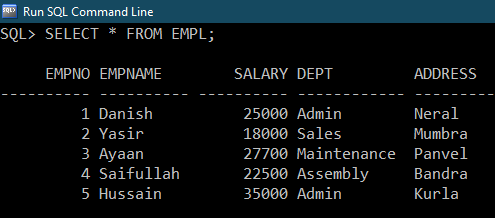 Run SQL Command Line
SQL> SELECT * FROM EMPL;
EMPNO EMPNAME SALARY DEPT ADDRESS
---------- ---------- ---------- ------------ ---------
1 Danish 25000 Admin Neral
2 Yasir 18000 Sales Mumbra
3 Ayaan 27700 Maintenance Panvel
4 Saifullah 22500 Assembly Bandra
5 Hussain 35000 Admin Kurla